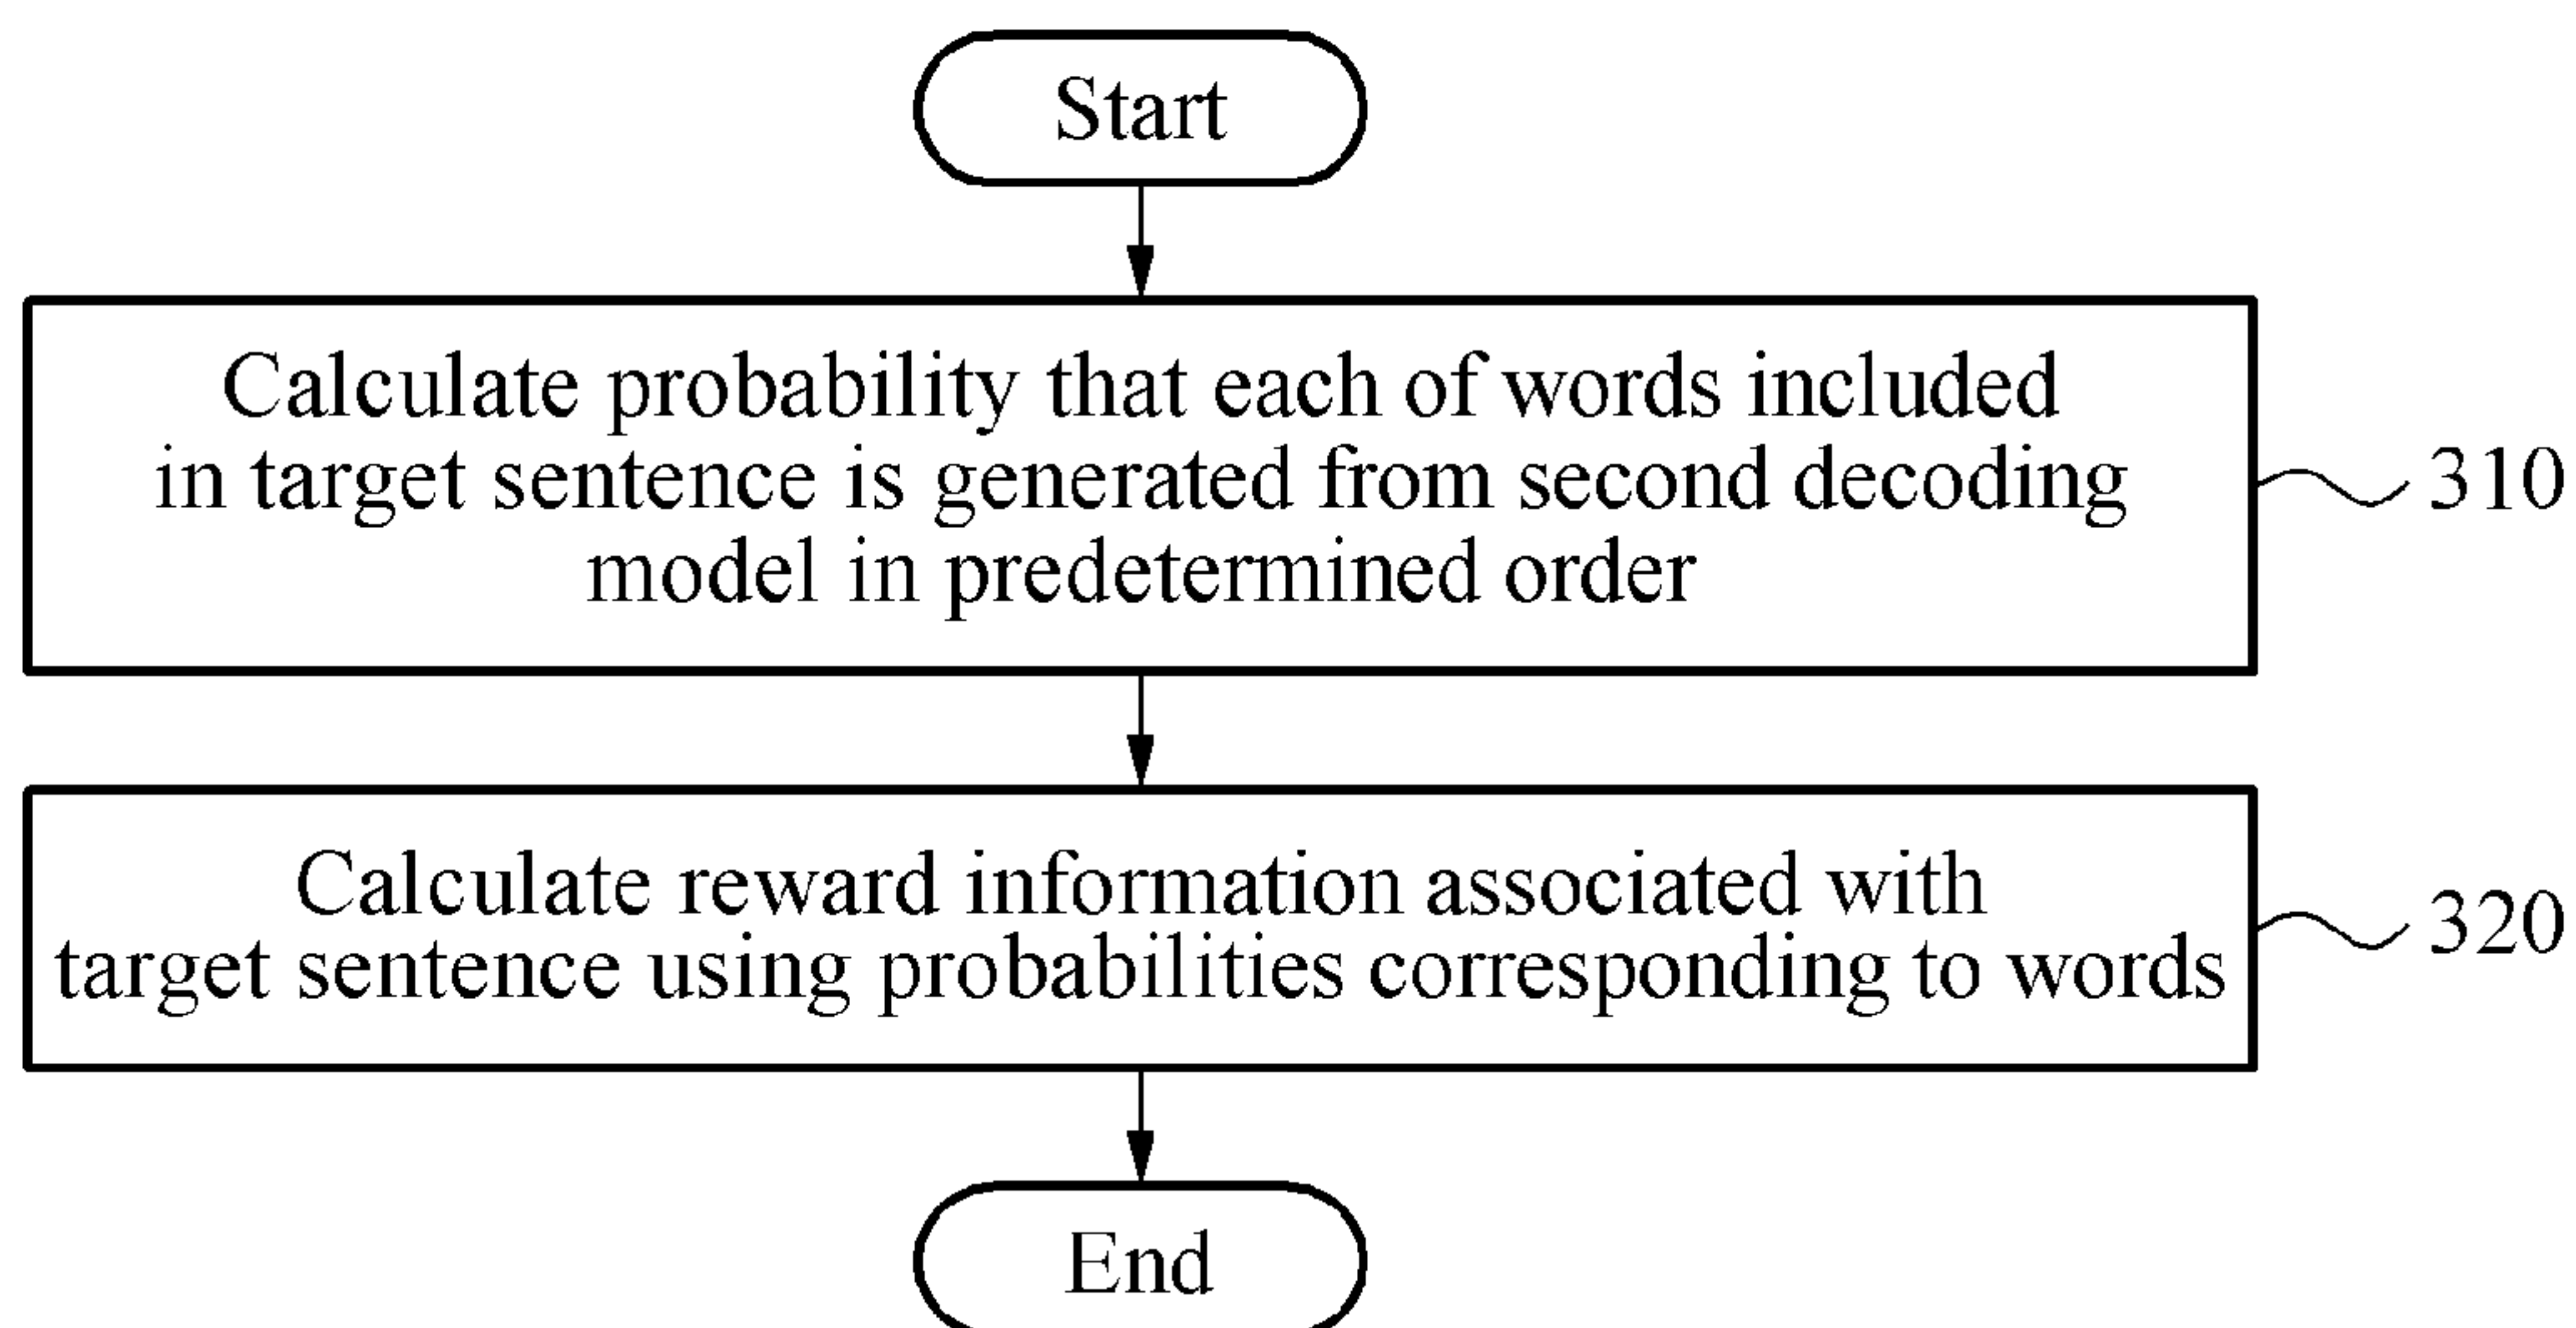 Start
Calculate probability that each of words included
in target sentence is generated from second decoding
model in predetermined order
310
Calculate reward information associated with
target sentence using probabilities corresponding to words
320
End